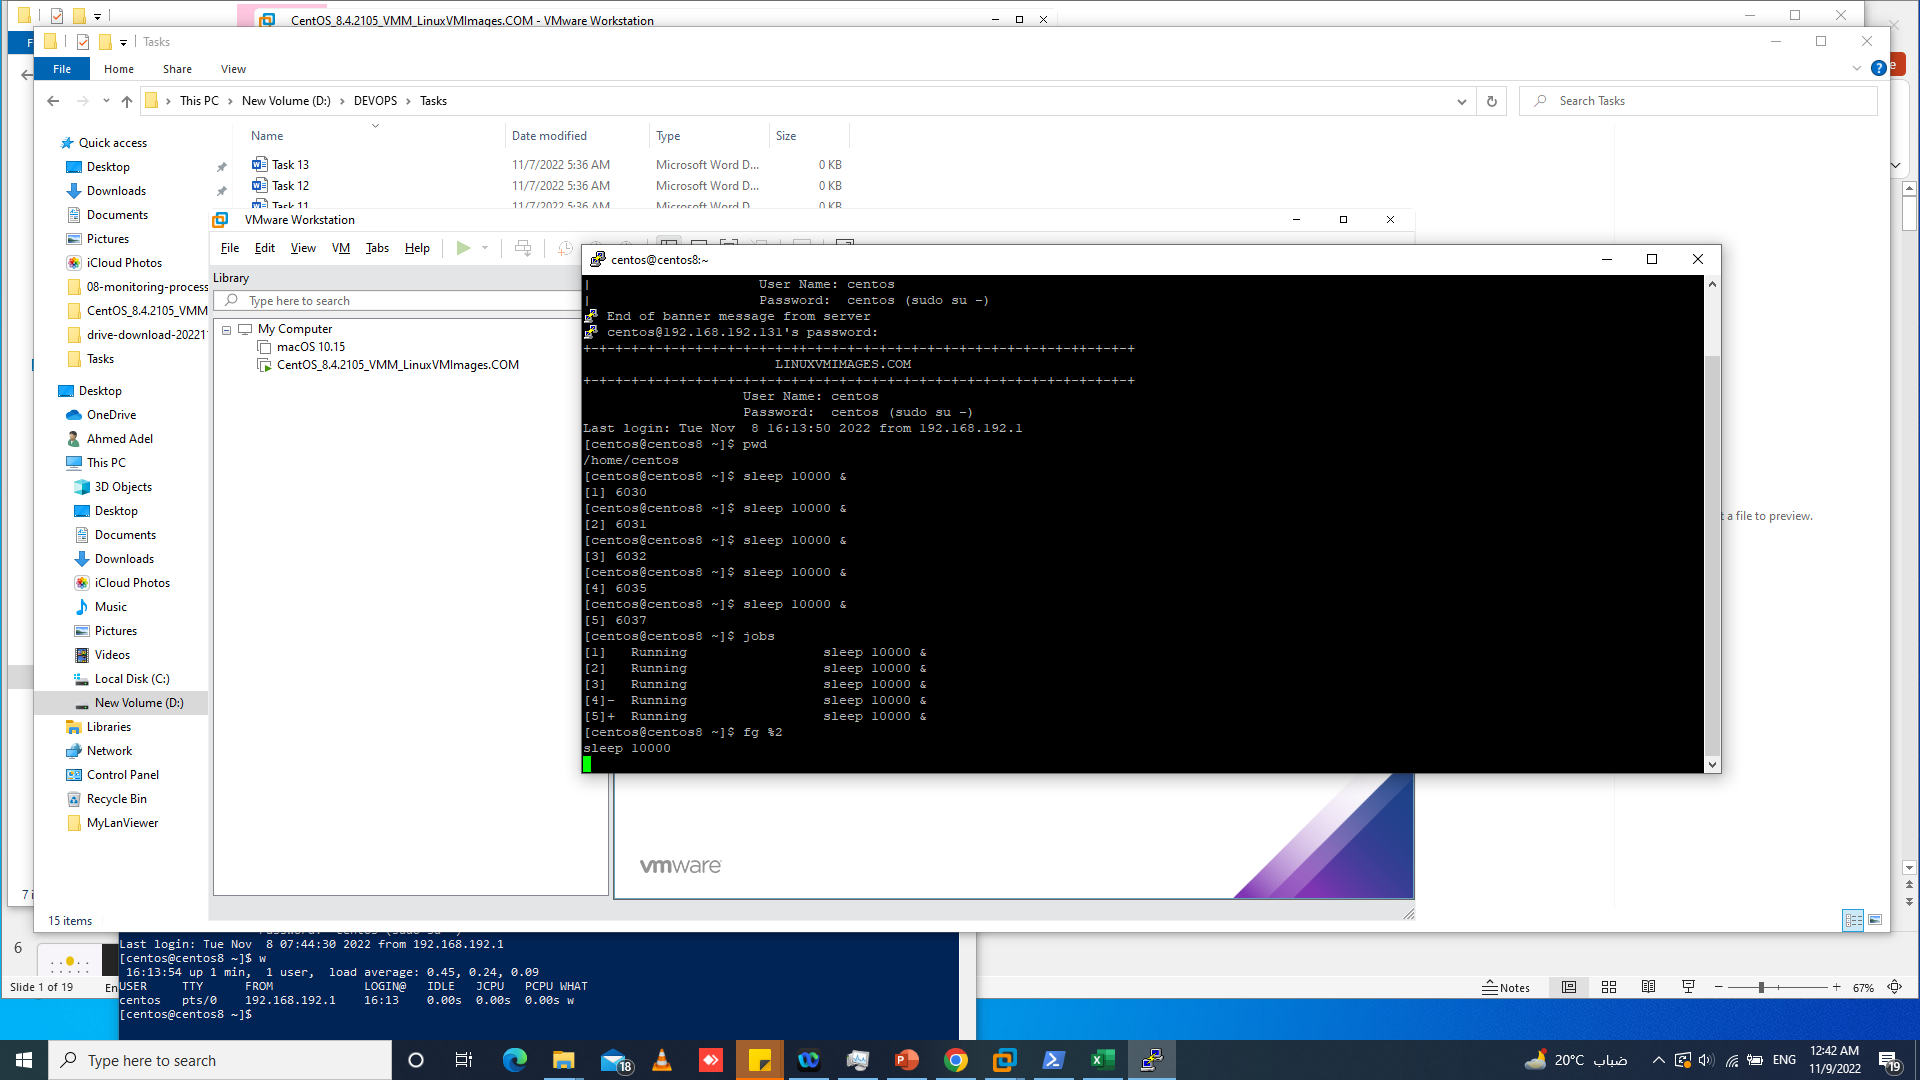 CentOS_8.4.2105_VMM_LinuxVMImages.COM - VMware Workstation
Tasks
File Home Share View
This PC New Volume (D:) DEVOPS Tasks
Search Tasks
Name Date modified Type Size
Task 13 11/7/2022 5:36 AM Microsoft Word D... 0 KB
Task 12 11/7/2022 5:36 AM Microsoft Word D... 0 KB
Task 11 11/7/2022 5:36 AM Microsoft Word D... 0 KB
Quick access
Desktop
Downloads
Documents
Pictures
iCloud Photos
08-monitoring-process
CentOS_8.4.2105_VMM
drive-download-20221
Tasks
Desktop
OneDrive
Ahmed Adel
This PC
3D Objects
Desktop
Documents
Downloads
iCloud Photos
Music
Pictures
Videos
Local Disk (C:)
New Volume (D:)
Libraries
Network
Control Panel
Recycle Bin
MyLanViewer
15 items
VMware Workstation
File Edit View VM Tabs Help
Library
Type here to search
My Computer
macOS 10.15
CentOS_8.4.2105_VMM_LinuxVMImages.COM
vmware
t a file to preview.
centos@centos8:~
| User Name: centos
| Password: centos (sudo su -)
End of banner message from server
centos@192.168.192.131's password:
+-+-+-+-+-+-+-+-+-+-+-+-+-+-+-+-+-+-+-+-+-+-+-+-+-+-+-+-+-+-+-++-+-+-+
LINUXVMIMAGES.COM
+-+-+-+-+-+-+-+-+-+-+-+-+-+-+-+-+-+-+-+-+-+-+-+-+-+-+-+-+-+-+-++-+-+-+
User Name: centos
Password: centos (sudo su -)
Last login: Tue Nov 8 16:13:50 2022 from 192.168.192.1
[centos@centos8 ~]$ pwd
/home/centos
[centos@centos8 ~]$ sleep 10000 &
[1] 6030
[centos@centos8 ~]$ sleep 10000 &
[2] 6031
[centos@centos8 ~]$ sleep 10000 &
[3] 6032
[centos@centos8 ~]$ sleep 10000 &
[4] 6035
[centos@centos8 ~]$ sleep 10000 &
[5] 6037
[centos@centos8 ~]$ jobs
[1] Running sleep 10000 &
[2] Running sleep 10000 &
[3] Running sleep 10000 &
[4]- Running sleep 10000 &
[5]+ Running sleep 10000 &
[centos@centos8 ~]$ fg %2
sleep 10000
Last login: Tue Nov 8 07:44:30 2022 from 192.168.192.1
[centos@centos8 ~]$ w
16:13:54 up 1 min, 1 user, load average: 0.45, 0.24, 0.09
USER TTY FROM LOGIN@ IDLE JCPU PCPU WHAT
centos pts/0 192.168.192.1 16:13 0.00s 0.00s 0.00s w
[centos@centos8 ~]$
6
Slide 1 of 19 En
Notes 67%
Type here to search
18
20°C ضباب
ENG
12:42 AM
11/9/2022
19